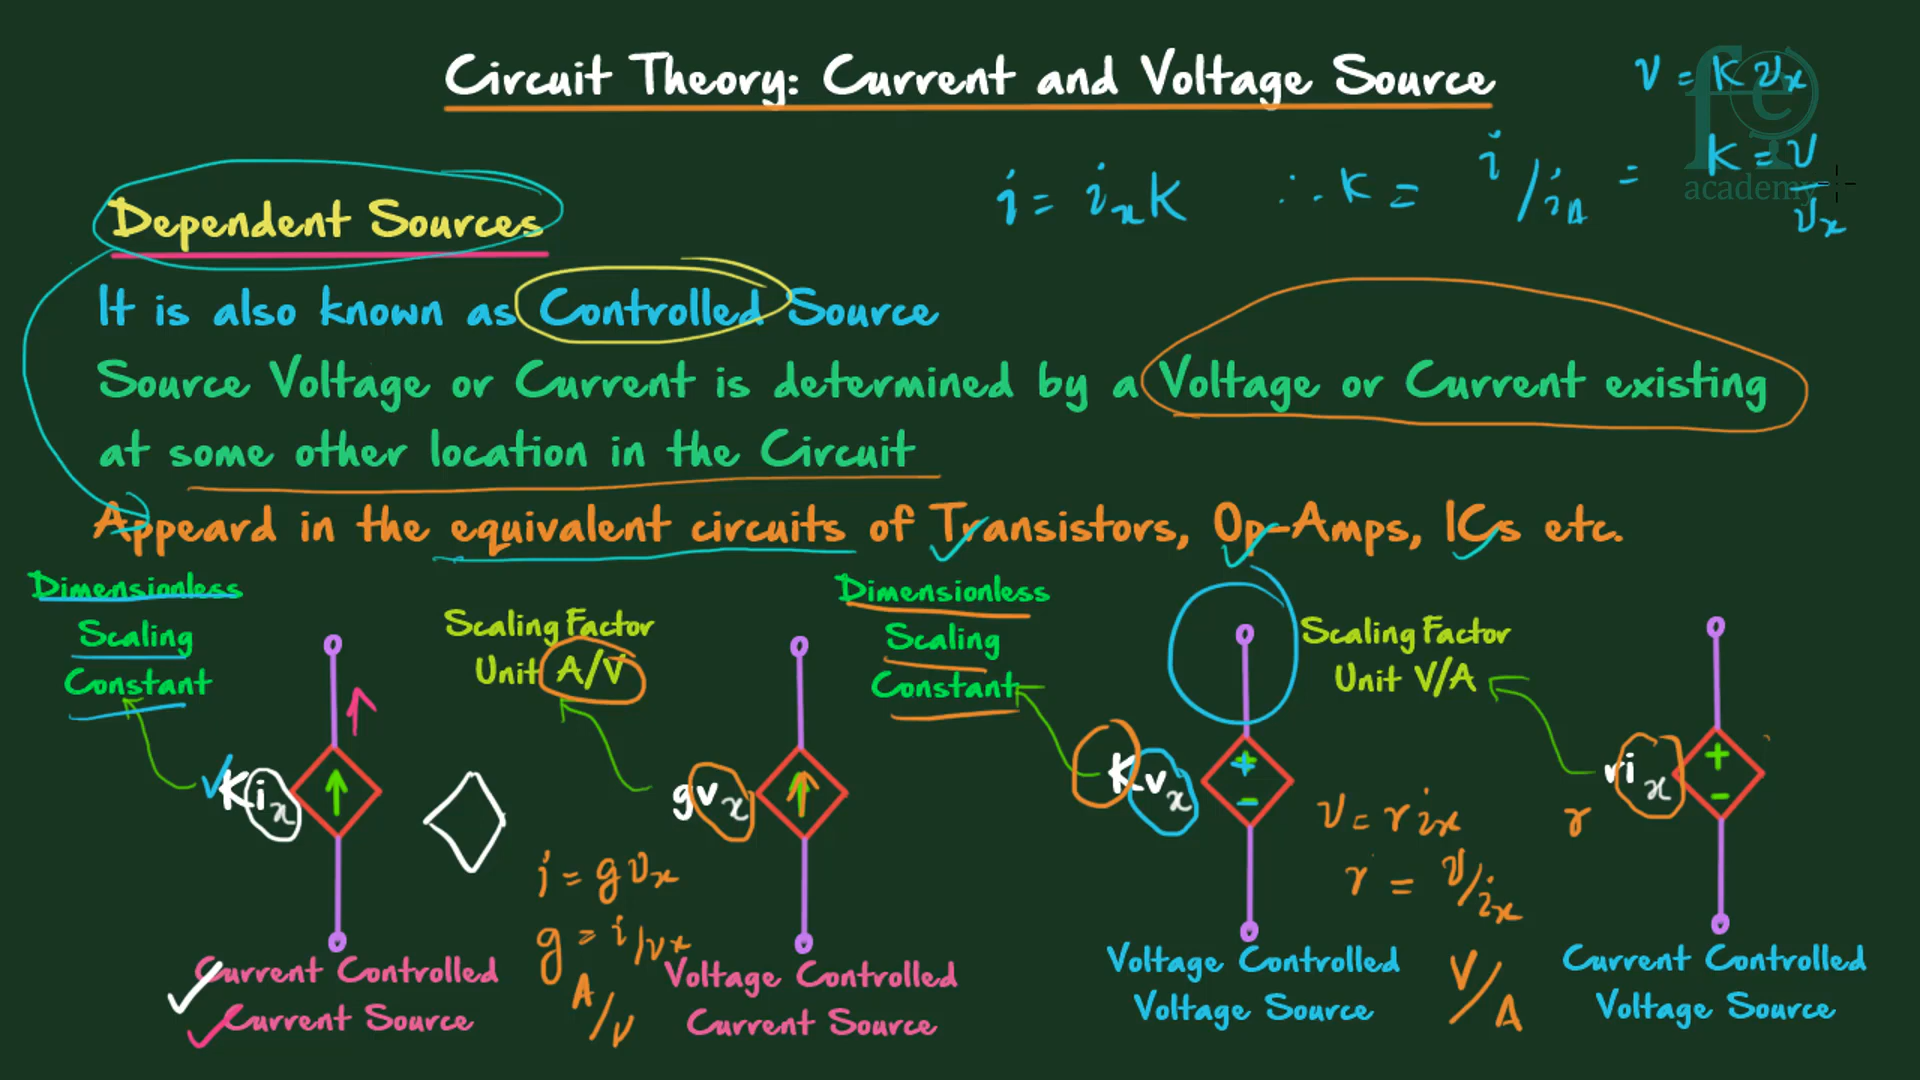 Circuit Theory: Current and Voltage Source
v = K vx
fe
academy
i = ix K ∴ K = i/iA = K = v/vx
Dependent Sources
It is also known as Controlled Source
Source Voltage or Current is determined by a Voltage or Current existing
at some other location in the Circuit
Appeard in the equivalent circuits of Transistors, Op-Amps, ICs etc.
Dimensionless
Scaling
Constant
Kix
Current Controlled
Current Source
Scaling Factor
Unit A/V
gvx
i = g vx
g = i/vx
A/V
Voltage Controlled
Current Source
Dimensionless
Scaling
Constant
Kvx
+
-
Voltage Controlled
Voltage Source
Scaling Factor
Unit V/A
rix
+
-
r
v = r ix
r = v/ix
V/A
Current Controlled
Voltage Source